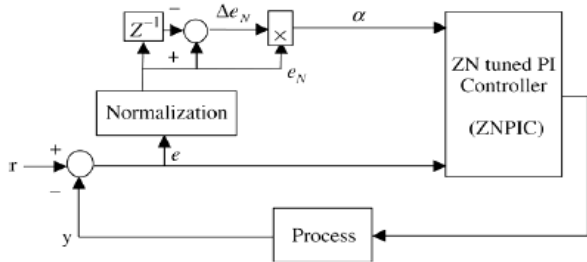 Z⁻¹
−
Δe_N
×
α
+
e_N
Normalization
ZN tuned PI
Controller
(ZNPIC)
r
+
−
e
y
Process